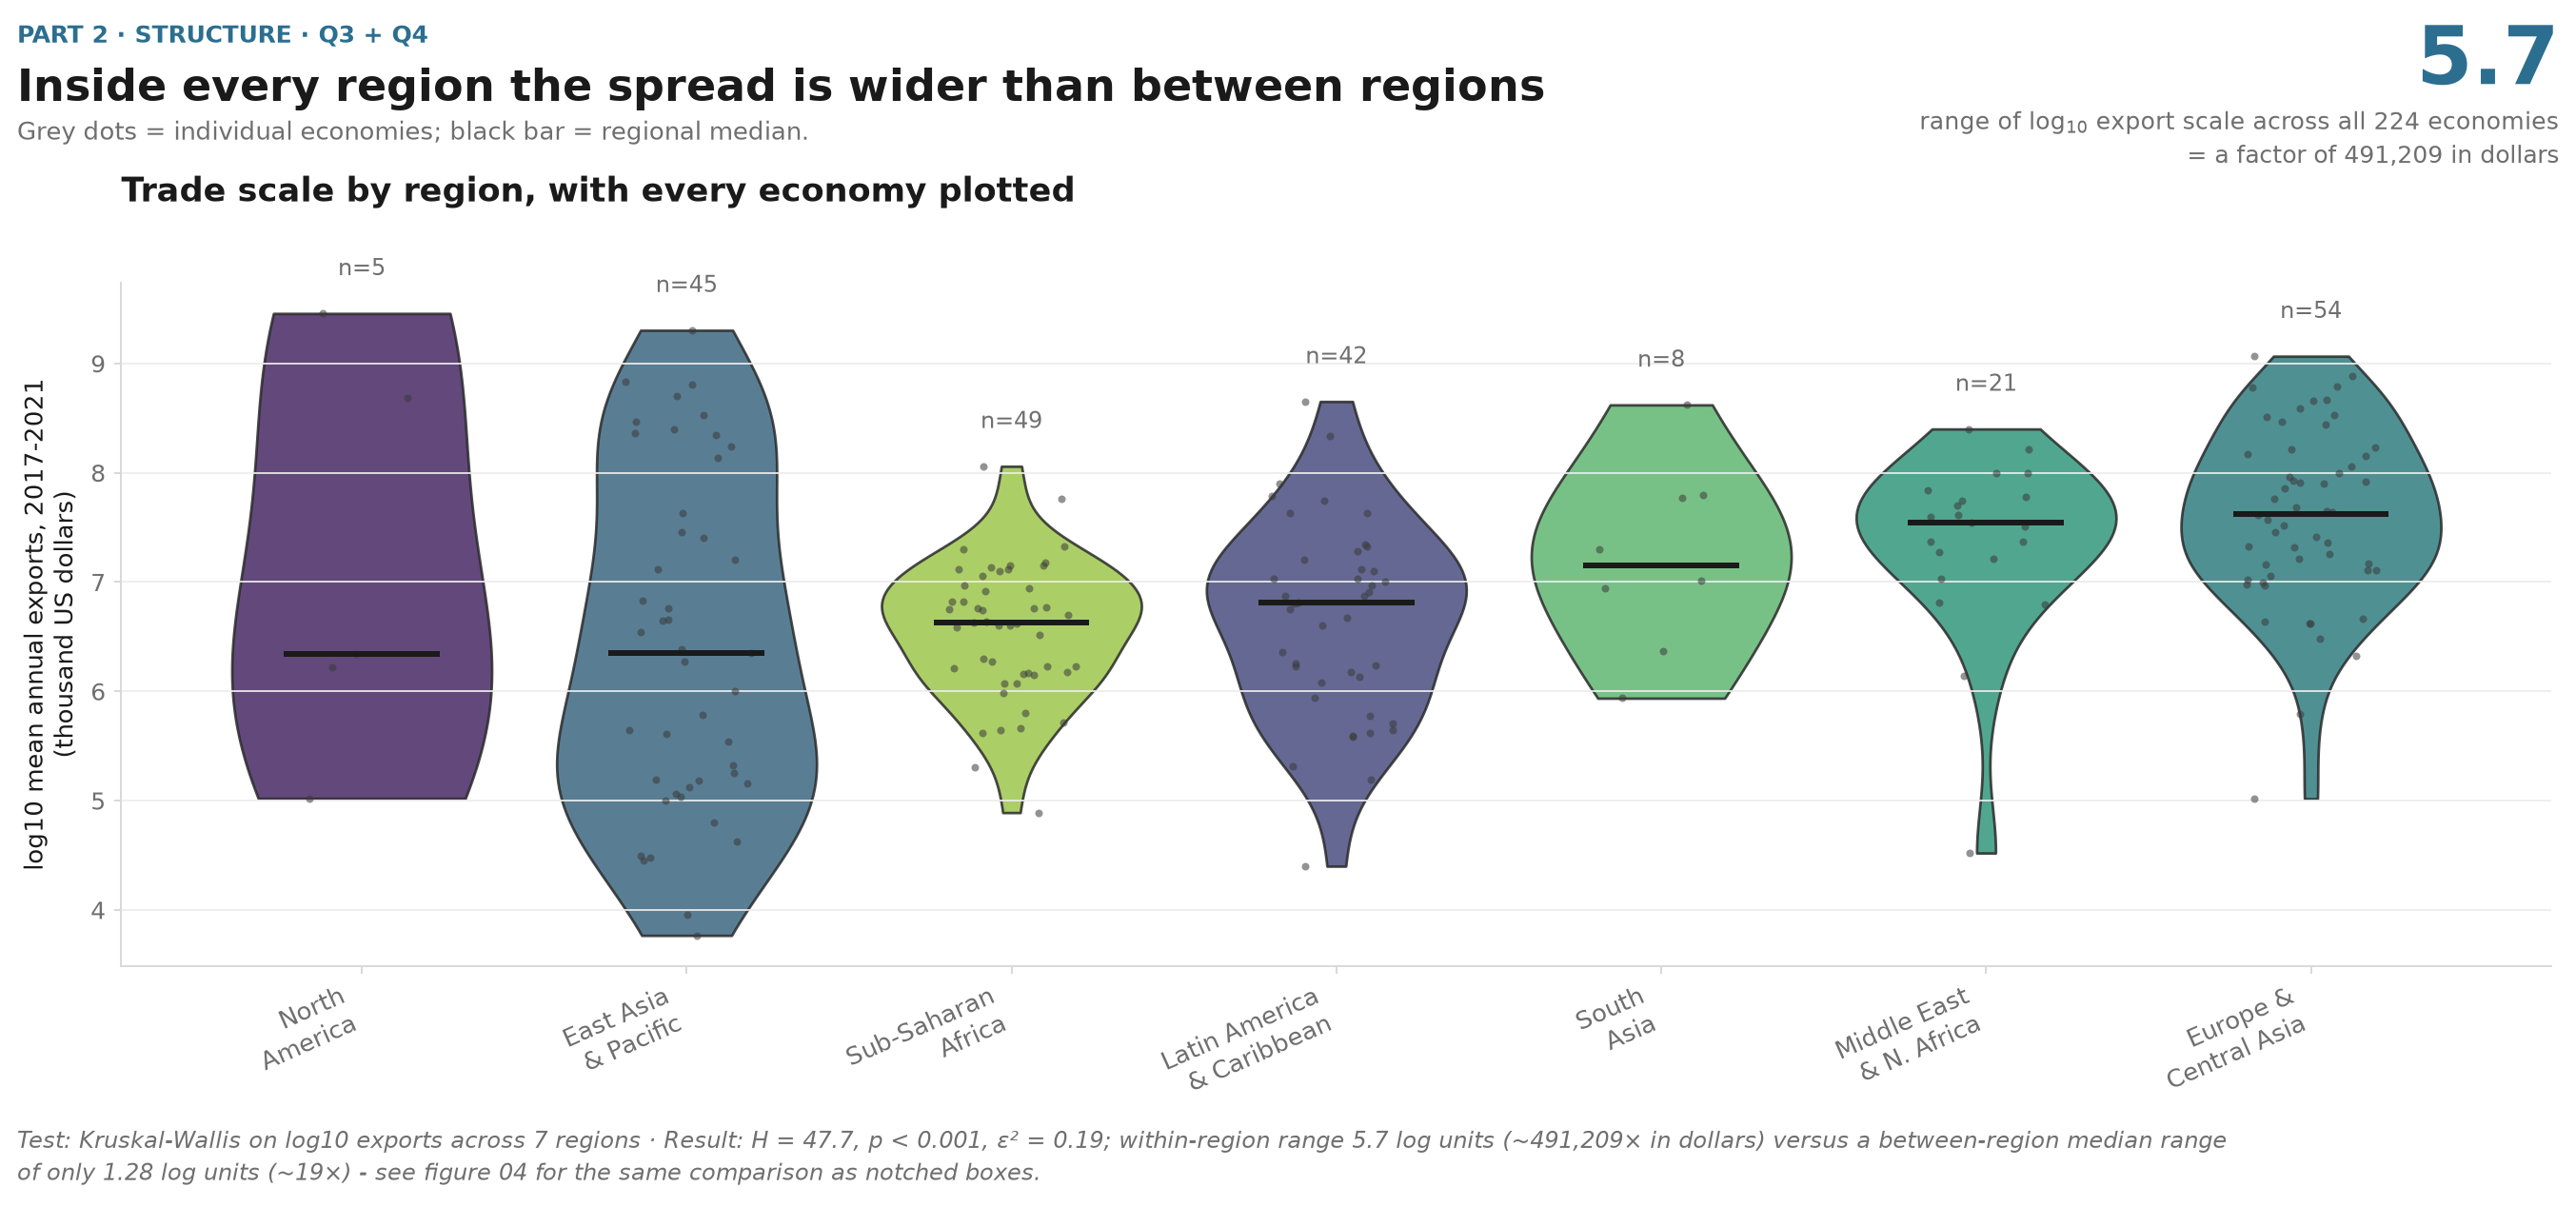 PART 2 · STRUCTURE · Q3 + Q4
5.7
Inside every region the spread is wider than between regions
Grey dots = individual economies; black bar = regional median.
range of log₁₀ export scale across all 224 economies
= a factor of 491,209 in dollars
Trade scale by region, with every economy plotted
n=5
n=45
n=49
n=42
n=8
n=21
n=54
log10 mean annual exports, 2017-2021
(thousand US dollars)
9
8
7
6
5
4
North
America
East Asia
& Pacific
Sub-Saharan
Africa
Latin America
& Caribbean
South
Asia
Middle East
& N. Africa
Europe &
Central Asia
Test: Kruskal-Wallis on log10 exports across 7 regions · Result: H = 47.7, p < 0.001, ε² = 0.19; within-region range 5.7 log units (~491,209× in dollars) versus a between-region median range
of only 1.28 log units (~19×) - see figure 04 for the same comparison as notched boxes.